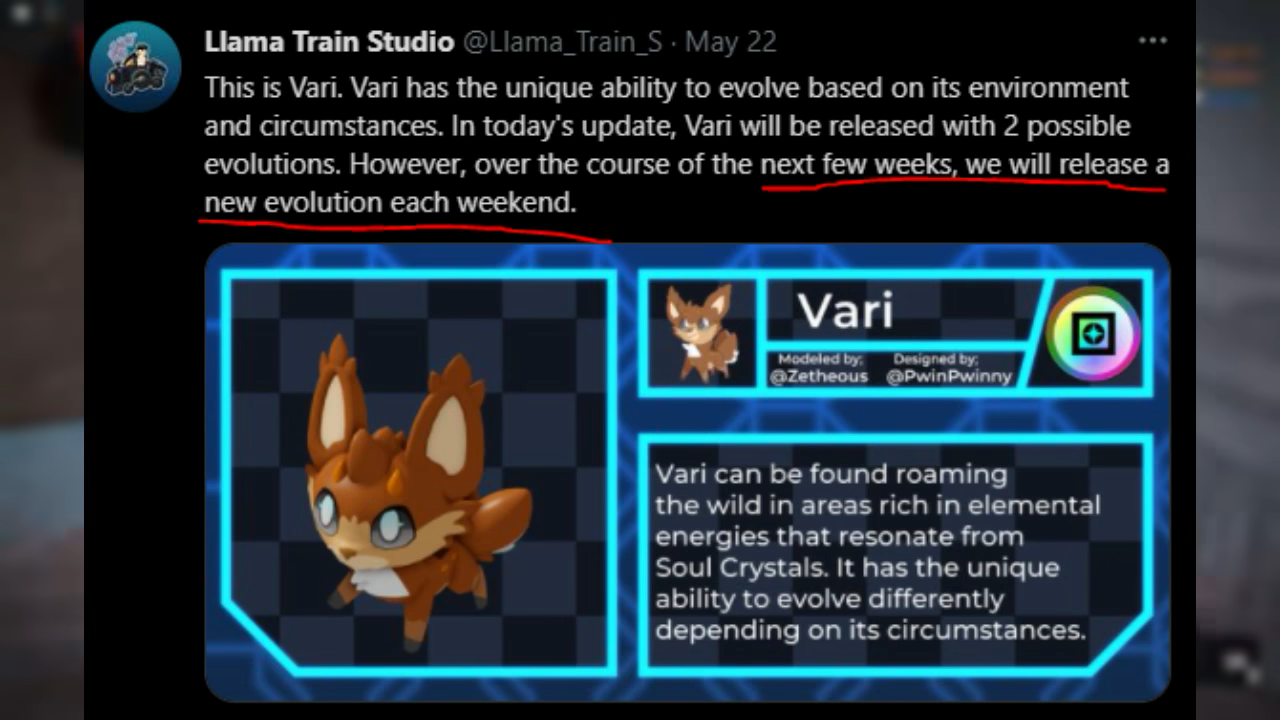 Llama Train Studio @Llama_Train_S · May 22
This is Vari. Vari has the unique ability to evolve based on its environment
and circumstances. In today's update, Vari will be released with 2 possible
evolutions. However, over the course of the next few weeks, we will release a
new evolution each weekend.
Vari
Modeled by: Designed by:
@Zetheous @PwinPwinny
Vari can be found roaming
the wild in areas rich in elemental
energies that resonate from
Soul Crystals. It has the unique
ability to evolve differently
depending on its circumstances.